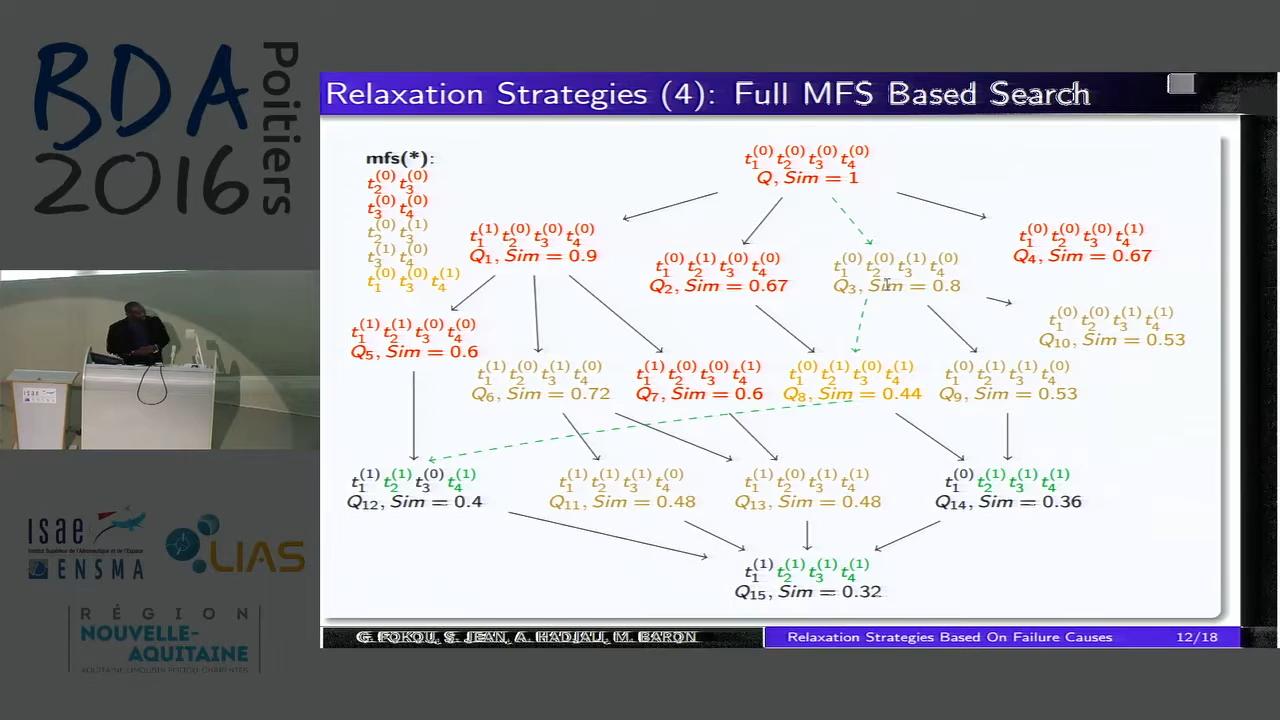 BDA
Poitiers
2016
Relaxation Strategies (4): Full MFS Based Search
mfs(*):
t₂⁽⁰⁾ t₃⁽⁰⁾
t₃⁽⁰⁾ t₄⁽⁰⁾
t₂⁽⁰⁾ t₃⁽¹⁾
t₃⁽¹⁾ t₄⁽⁰⁾
t₁⁽⁰⁾ t₃⁽⁰⁾ t₄⁽¹⁾
t₁⁽⁰⁾ t₂⁽⁰⁾ t₃⁽⁰⁾ t₄⁽⁰⁾
Q, Sim = 1
t₁⁽¹⁾ t₂⁽⁰⁾ t₃⁽⁰⁾ t₄⁽⁰⁾
Q₁, Sim = 0.9
t₁⁽⁰⁾ t₂⁽¹⁾ t₃⁽⁰⁾ t₄⁽⁰⁾
Q₂, Sim = 0.67
t₁⁽⁰⁾ t₂⁽⁰⁾ t₃⁽¹⁾ t₄⁽⁰⁾
Q₃, Sim = 0.8
t₁⁽⁰⁾ t₂⁽⁰⁾ t₃⁽⁰⁾ t₄⁽¹⁾
Q₄, Sim = 0.67
t₁⁽¹⁾ t₂⁽¹⁾ t₃⁽⁰⁾ t₄⁽⁰⁾
Q₅, Sim = 0.6
t₁⁽⁰⁾ t₂⁽⁰⁾ t₃⁽¹⁾ t₄⁽¹⁾
Q₁₀, Sim = 0.53
t₁⁽¹⁾ t₂⁽⁰⁾ t₃⁽¹⁾ t₄⁽⁰⁾
Q₆, Sim = 0.72
t₁⁽¹⁾ t₂⁽⁰⁾ t₃⁽⁰⁾ t₄⁽¹⁾
Q₇, Sim = 0.6
t₁⁽⁰⁾ t₂⁽¹⁾ t₃⁽⁰⁾ t₄⁽¹⁾
Q₈, Sim = 0.44
t₁⁽⁰⁾ t₂⁽¹⁾ t₃⁽¹⁾ t₄⁽⁰⁾
Q₉, Sim = 0.53
t₁⁽¹⁾ t₂⁽¹⁾ t₃⁽⁰⁾ t₄⁽¹⁾
Q₁₂, Sim = 0.4
t₁⁽¹⁾ t₂⁽¹⁾ t₃⁽¹⁾ t₄⁽⁰⁾
Q₁₁, Sim = 0.48
t₁⁽¹⁾ t₂⁽⁰⁾ t₃⁽¹⁾ t₄⁽¹⁾
Q₁₃, Sim = 0.48
t₁⁽⁰⁾ t₂⁽¹⁾ t₃⁽¹⁾ t₄⁽¹⁾
Q₁₄, Sim = 0.36
t₁⁽¹⁾ t₂⁽¹⁾ t₃⁽¹⁾ t₄⁽¹⁾
Q₁₅, Sim = 0.32
isae
Institut Supérieur de l'Aéronautique et de l'Espace
ENSMA
LIAS
RÉGION
NOUVELLE-
AQUITAINE
AQUITAINE LIMOUSIN POITOU-CHARENTES
G. FOKOU, S. JEAN, A. HADJALI, M. BARON
Relaxation Strategies Based On Failure Causes
12/18